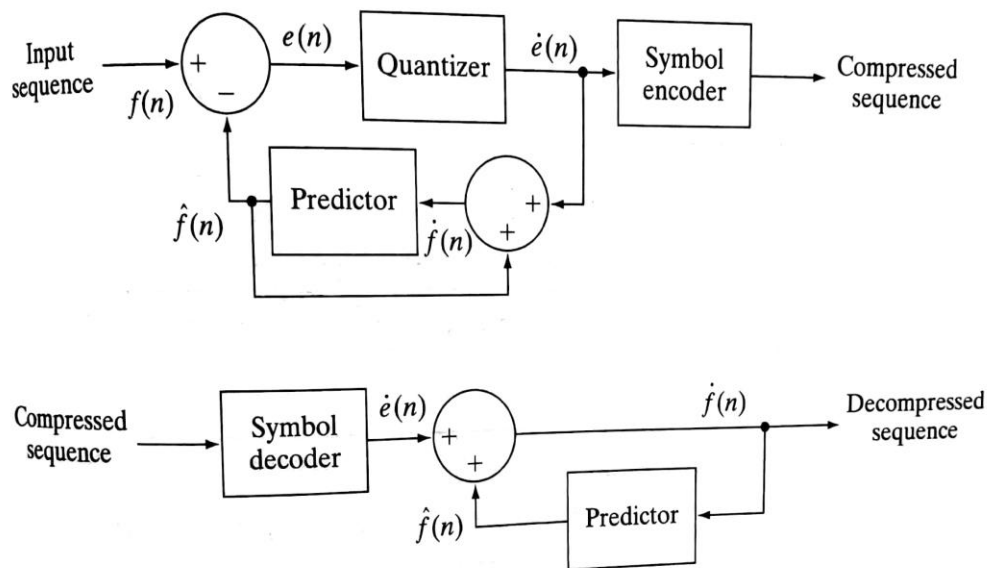 Input
sequence
f(n)
+
−
e(n)
Quantizer
ė(n)
Symbol
encoder
Compressed
sequence
f̂(n)
Predictor
ḟ(n)
+
+
Compressed
sequence
Symbol
decoder
ė(n)
+
+
ḟ(n)
Decompressed
sequence
f̂(n)
Predictor